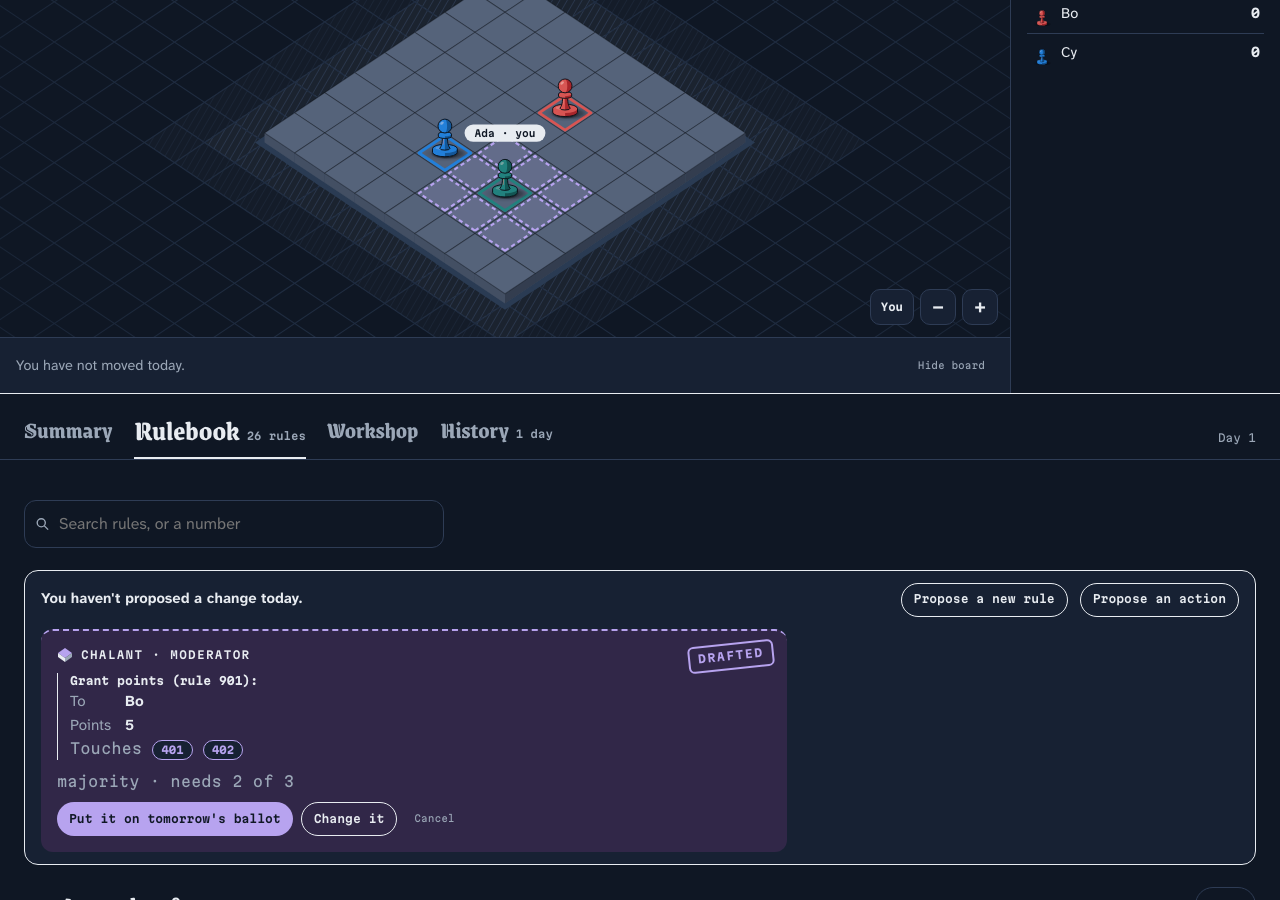 Bo 0
Cy 0
Ada · you
You − +
You have not moved today. Hide board
Summary Rulebook 26 rules Workshop History 1 day Day 1
Search rules, or a number
You haven't proposed a change today. Propose a new rule Propose an action
CHALANT · MODERATOR DRAFTED
Grant points (rule 901):
To Bo
Points 5
Touches 401 402
majority · needs 2 of 3
Put it on tomorrow's ballot Change it Cancel